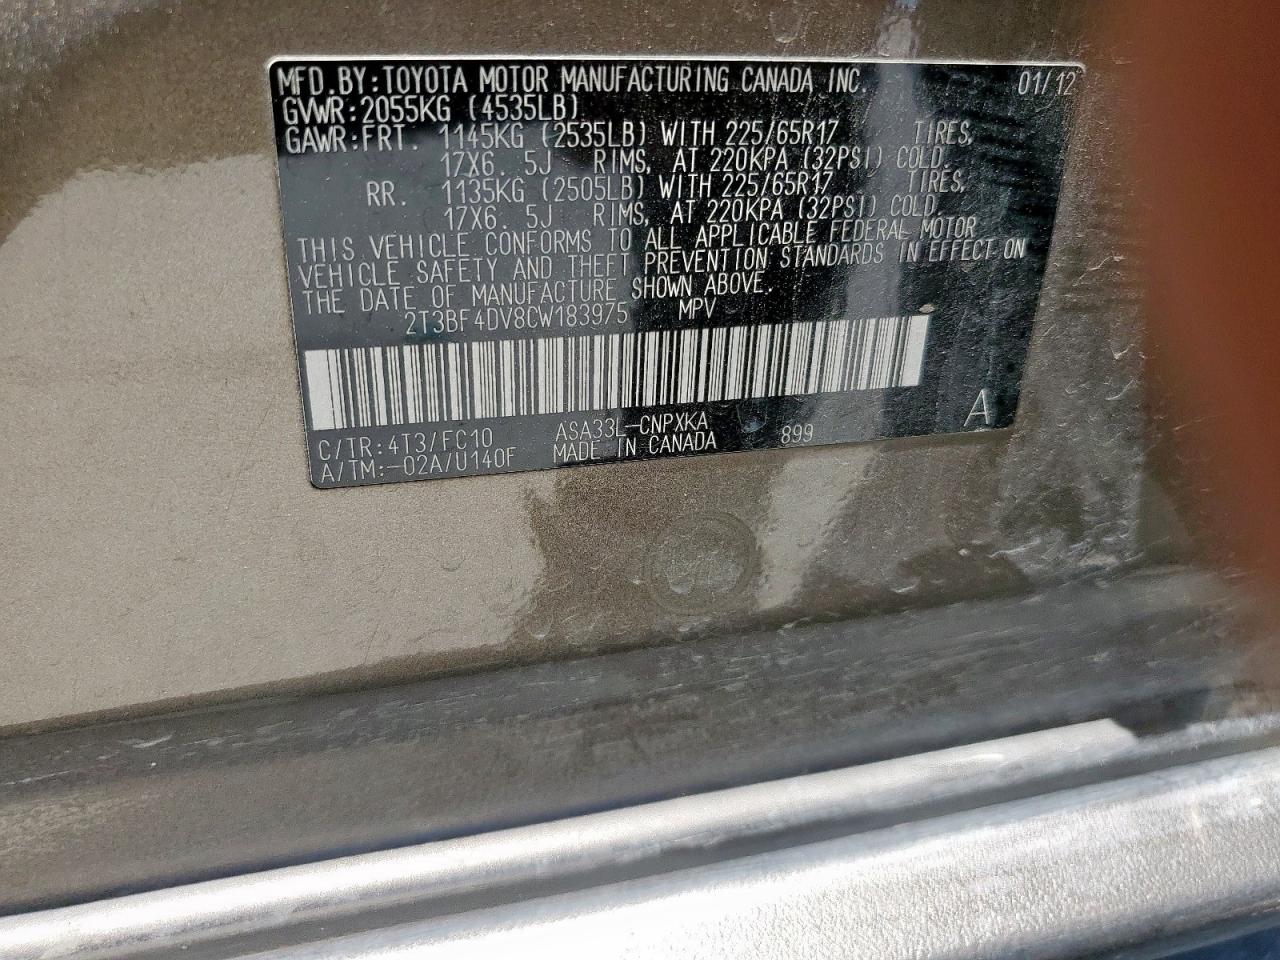 MFD.BY:TOYOTA MOTOR MANUFACTURING CANADA INC. 01/12
GVWR:2055KG (4535LB)
GAWR:FRT. 1145KG (2535LB) WITH 225/65R17 TIRES,
17X6. 5J RIMS, AT 220KPA (32PSI) COLD.
RR. 1135KG (2505LB) WITH 225/65R17 TIRES,
17X6. 5J RIMS, AT 220KPA (32PSI) COLD.
THIS VEHICLE CONFORMS TO ALL APPLICABLE FEDERAL MOTOR
VEHICLE SAFETY AND THEFT PREVENTION STANDARDS IN EFFECT ON
THE DATE OF MANUFACTURE SHOWN ABOVE.
2T3BF4DV8CW183975 MPV
A
C/TR:4T3/FC10 ASA33L-CNPXKA 899
A/TM:-02A/U140F MADE IN CANADA